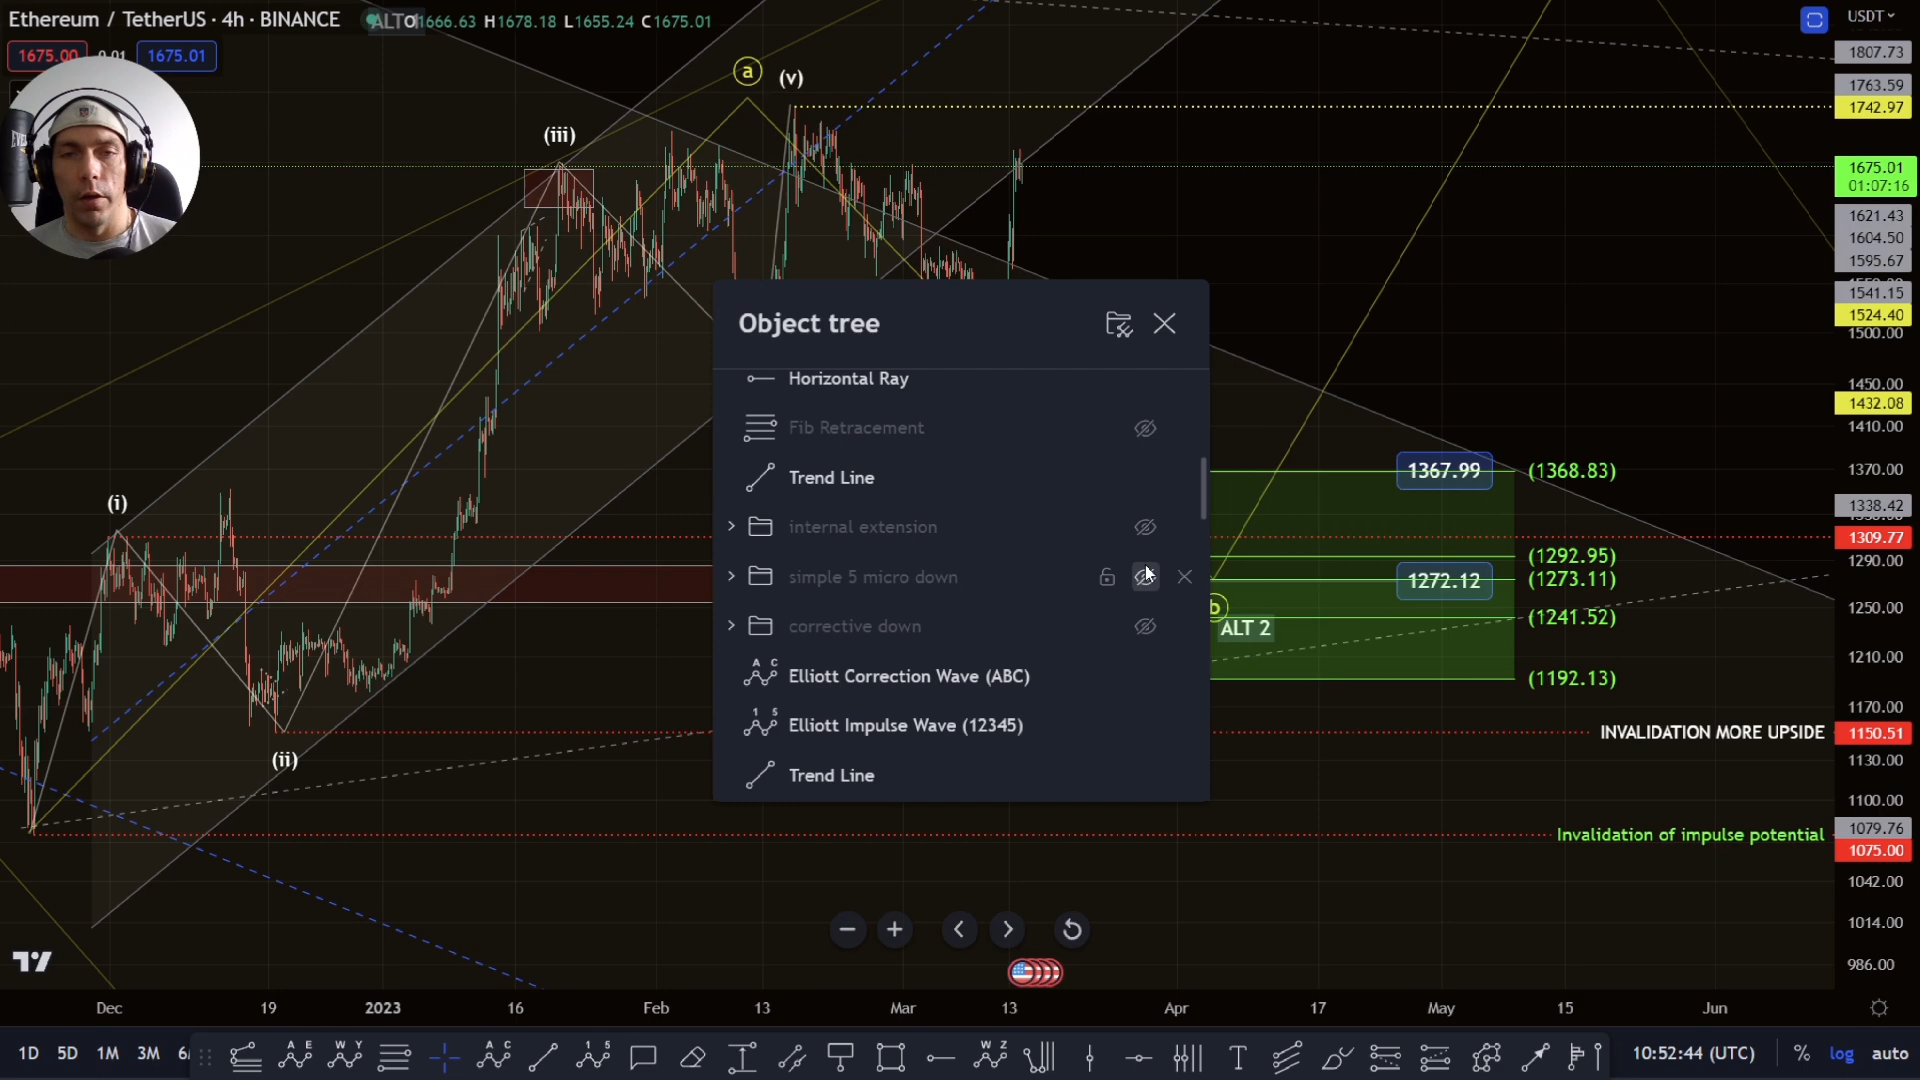 Ethereum / TetherUS · 4h · BINANCE
1666.63 H1678.18 L1655.24 C1675.01
1675.00 0.01 1675.01
USDT
1807.73
1763.59
1742.97
1675.01
01:07:16
1621.43
1604.50
1595.67
1541.15
1524.40
1500.00
1450.00
1432.08
1410.00
1370.00
1338.42
1309.77
1290.00
1250.00
1210.00
1170.00
1150.51
1130.00
1100.00
1079.76
1075.00
1042.00
1014.00
986.00
a
(v)
(iii)
(i)
(ii)
Object tree
Horizontal Ray
Fib Retracement
Trend Line
internal extension
simple 5 micro down
corrective down
Elliott Correction Wave (ABC)
Elliott Impulse Wave (12345)
Trend Line
1367.99 (1368.83)
(1292.95)
1272.12 (1273.11)
(1241.52)
(1192.13)
b
ALT 2
INVALIDATION MORE UPSIDE
Invalidation of impulse potential
Dec 19 2023 16 Feb 13 Mar 13 Apr 17 May 15 Jun
1D 5D 1M 3M
10:52:44 (UTC) % log auto